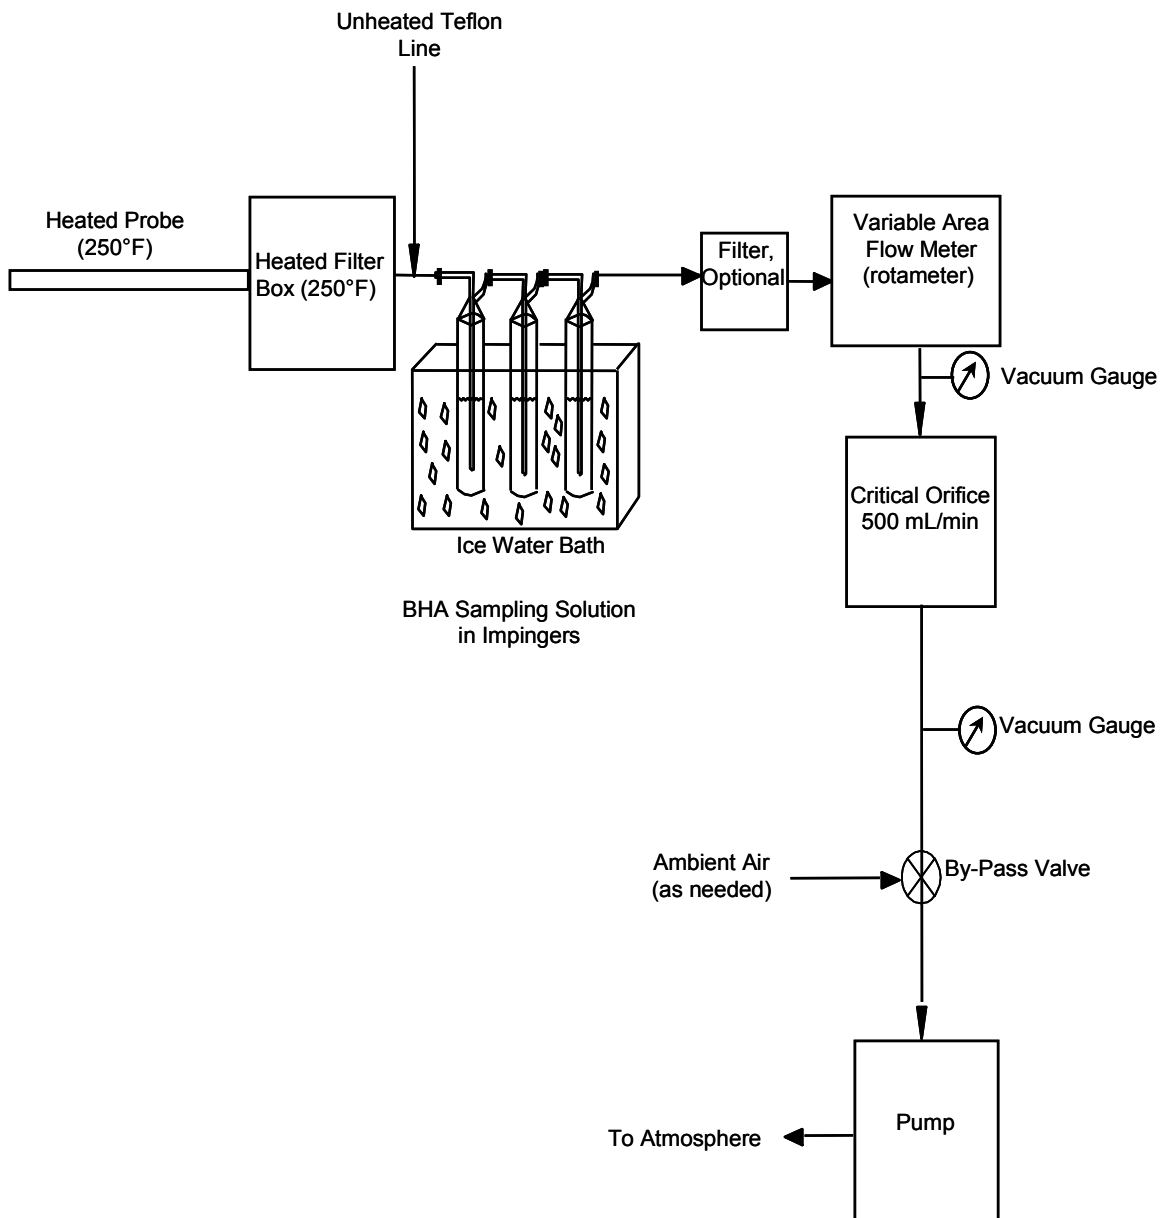 Unheated Teflon
Line
Heated Probe
(250°F)
Heated Filter
Box (250°F)
Filter,
Optional
Variable Area
Flow Meter
(rotameter)
Vacuum Gauge
Critical Orifice
500 mL/min
Ice Water Bath
BHA Sampling Solution
in Impingers
Vacuum Gauge
Ambient Air
(as needed)
By-Pass Valve
Pump
To Atmosphere